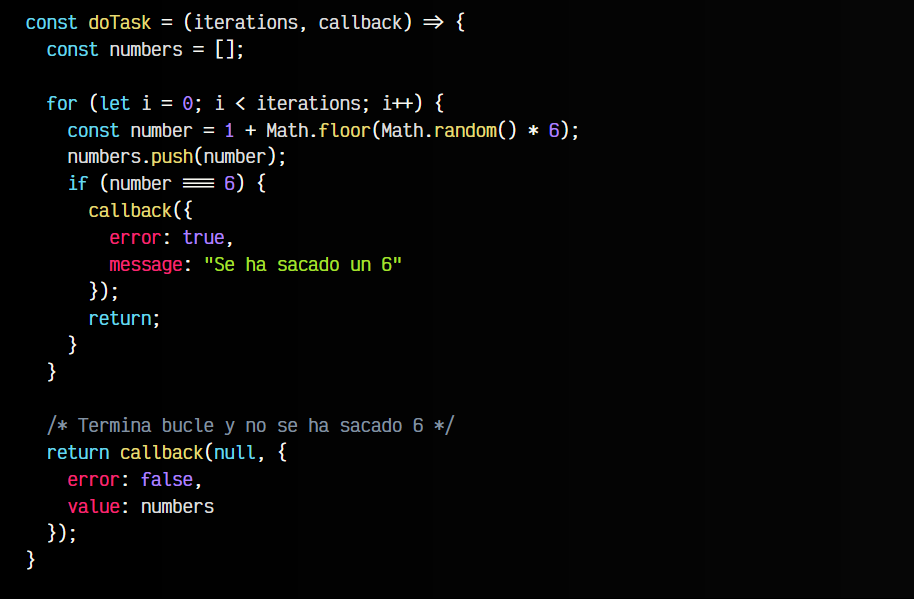 const doTask = (iterations, callback) => {
  const numbers = [];

  for (let i = 0; i < iterations; i++) {
    const number = 1 + Math.floor(Math.random() * 6);
    numbers.push(number);
    if (number === 6) {
      callback({
        error: true,
        message: "Se ha sacado un 6"
      });
      return;
    }
  }

  /* Termina bucle y no se ha sacado 6 */
  return callback(null, {
    error: false,
    value: numbers
  });
}